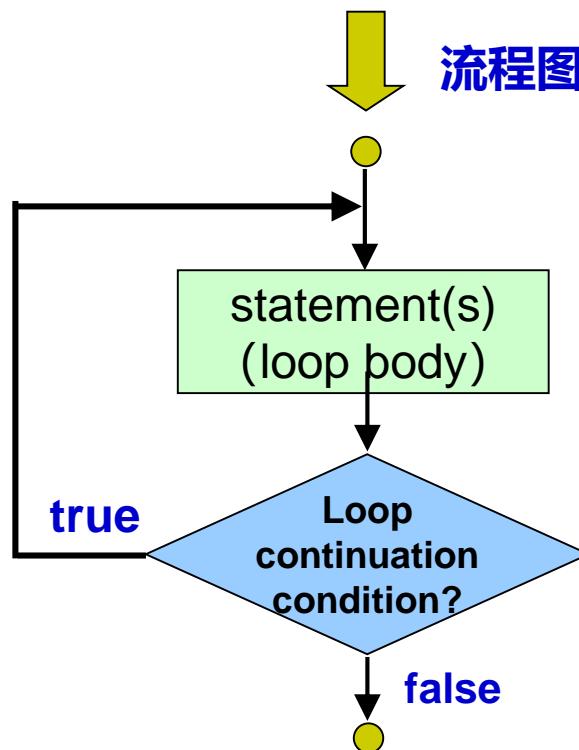 流程图
statement(s)
(loop body)
true
Loop
continuation
condition?
false